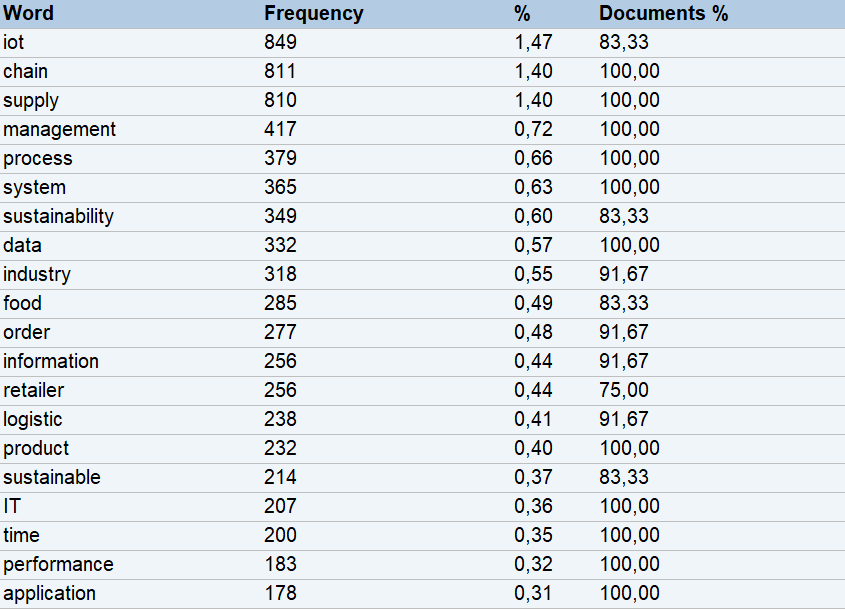 Word Frequency % Documents %
iot 849 1,47 83,33
chain 811 1,40 100,00
supply 810 1,40 100,00
management 417 0,72 100,00
process 379 0,66 100,00
system 365 0,63 100,00
sustainability 349 0,60 83,33
data 332 0,57 100,00
industry 318 0,55 91,67
food 285 0,49 83,33
order 277 0,48 91,67
information 256 0,44 91,67
retailer 256 0,44 75,00
logistic 238 0,41 91,67
product 232 0,40 100,00
sustainable 214 0,37 83,33
IT 207 0,36 100,00
time 200 0,35 100,00
performance 183 0,32 100,00
application 178 0,31 100,00